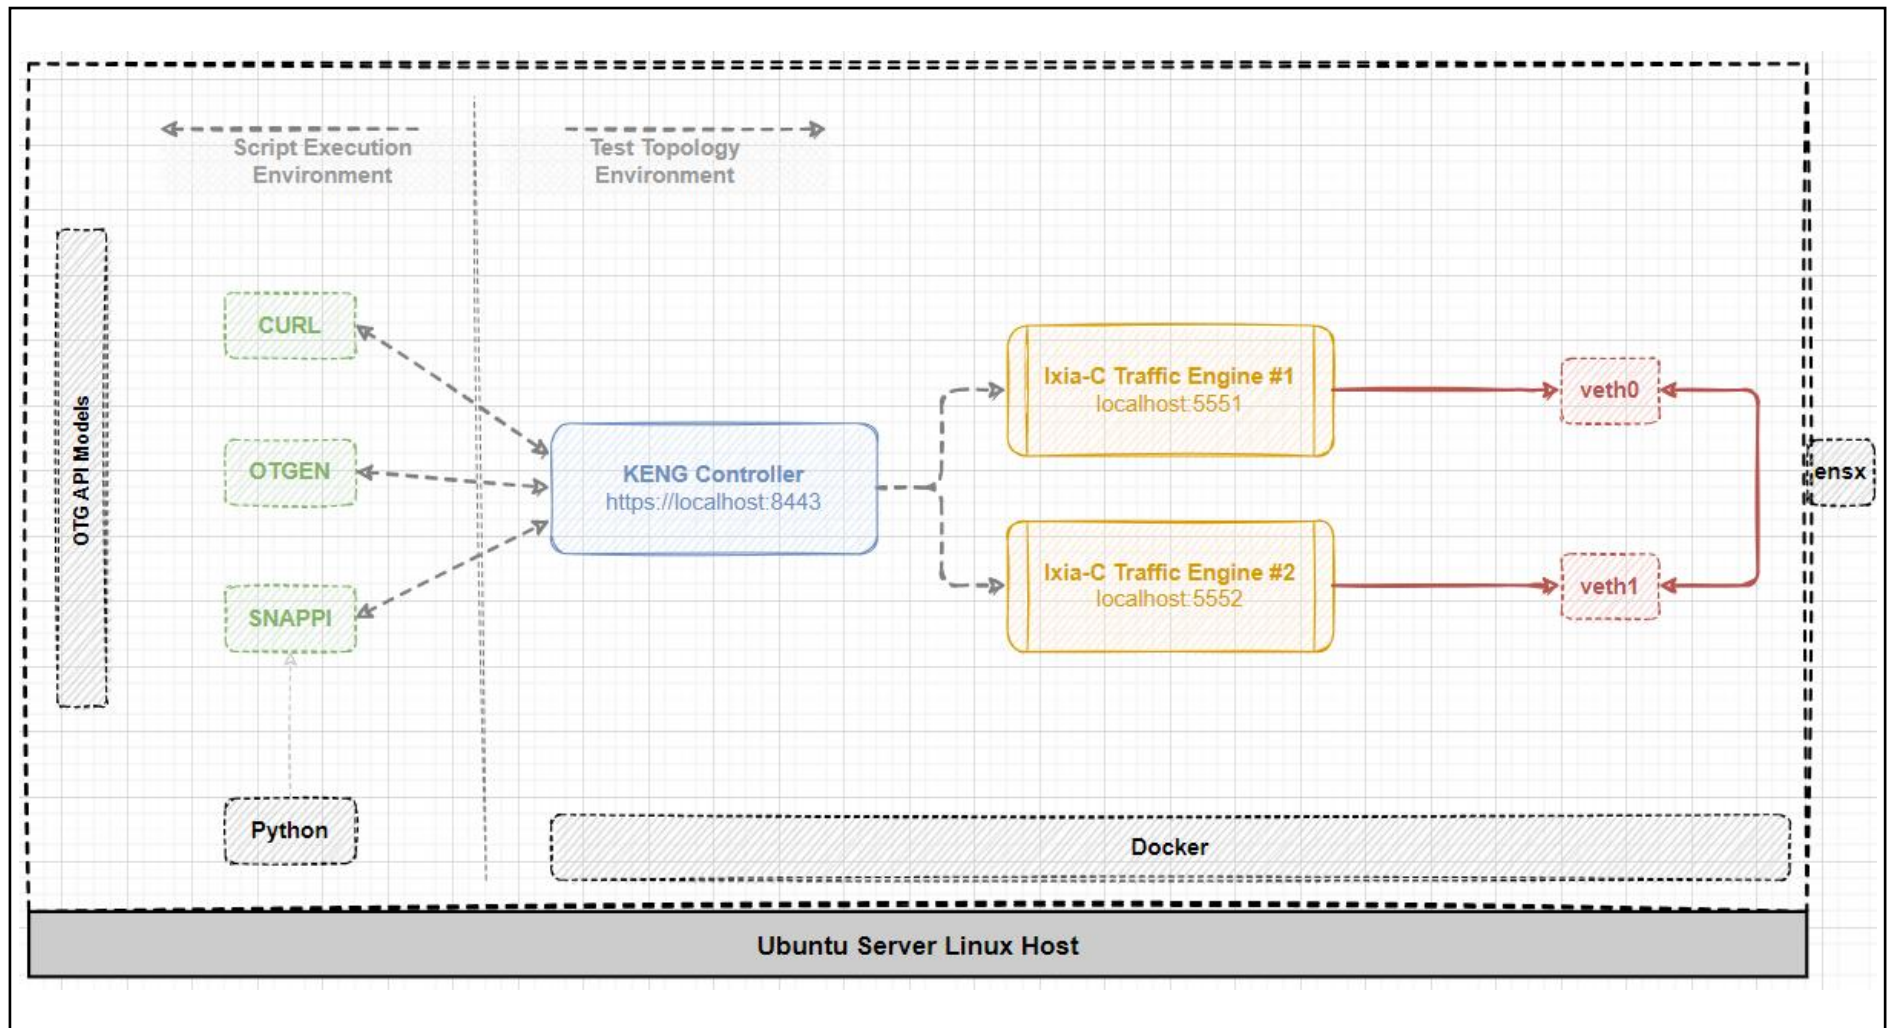 Script Execution
Environment
Test Topology
Environment
OTG API Models
CURL
OTGEN
SNAPPI
Python
KENG Controller
https://localhost:8443
Ixia-C Traffic Engine #1
localhost:5551
Ixia-C Traffic Engine #2
localhost:5552
veth0
veth1
ensx
Docker
Ubuntu Server Linux Host